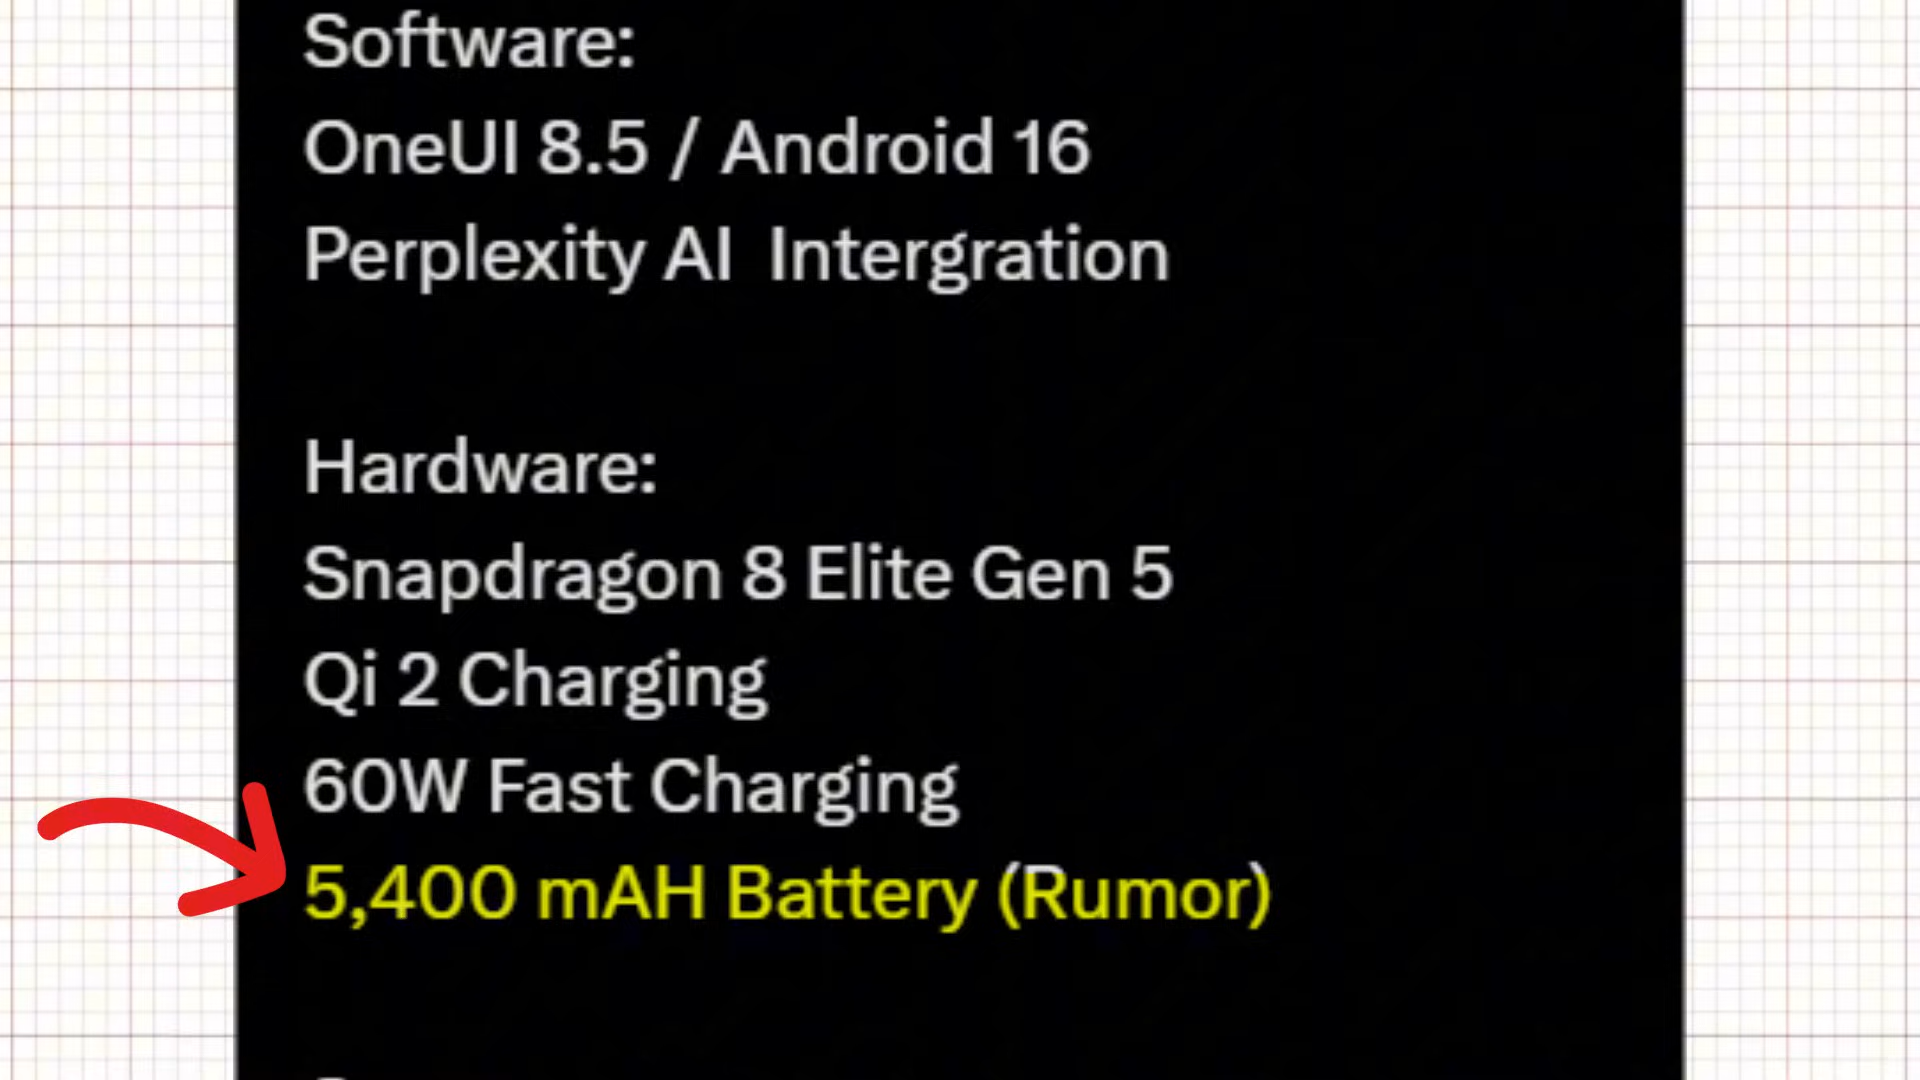 Software:
OneUI 8.5 / Android 16
Perplexity AI  Intergration
Hardware:
Snapdragon 8 Elite Gen 5
Qi 2 Charging
60W Fast Charging
5,400 mAH Battery (Rumor)